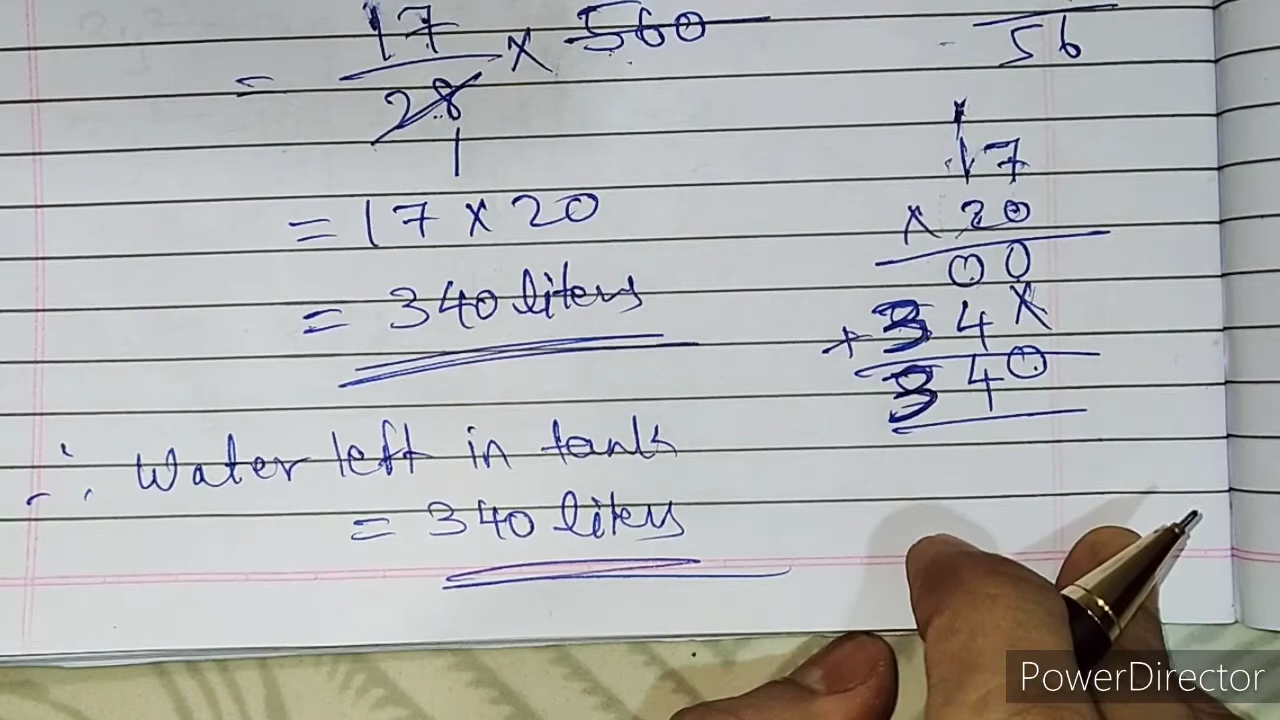 = 17/28 × 560
1
= 17 × 20
= 340 liters
∴ Water left in tank
= 340 liters
56
1
17
× 20
00
+ 34×
340
PowerDirector